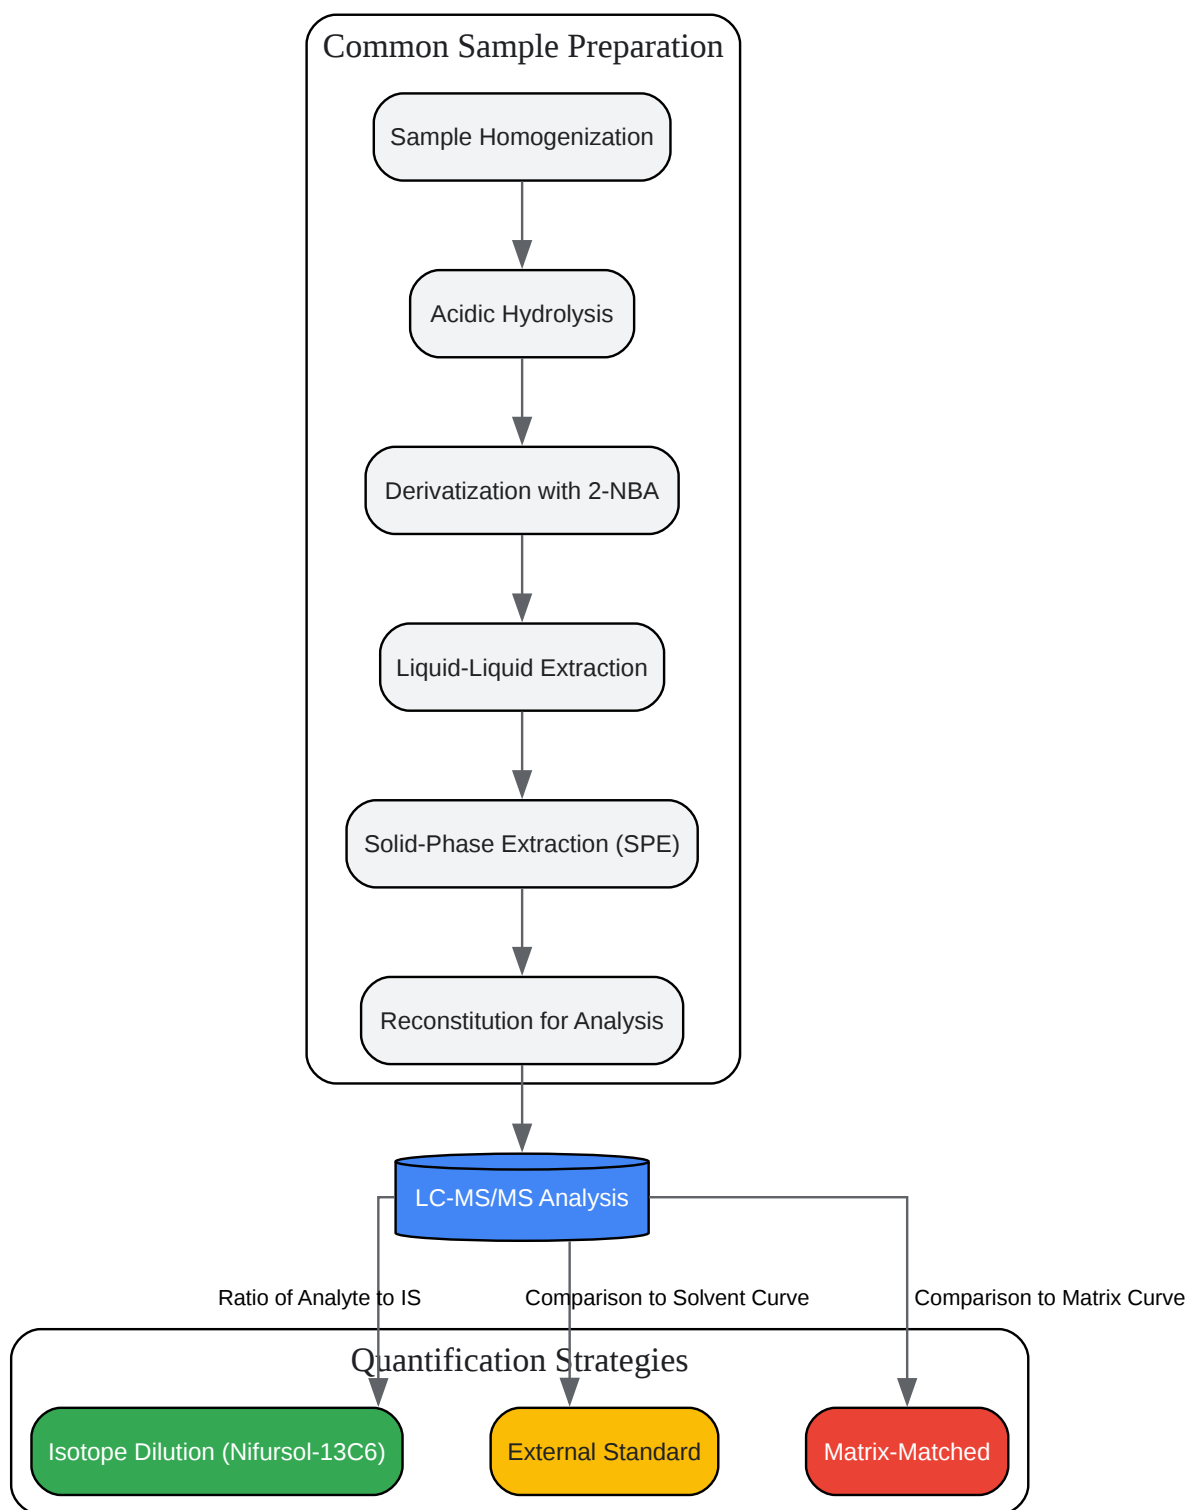 Common Sample Preparation
Sample Homogenization
Acidic Hydrolysis
Derivatization with 2-NBA
Liquid-Liquid Extraction
Solid-Phase Extraction (SPE)
Reconstitution for Analysis
LC-MS/MS Analysis
Ratio of Analyte to IS
Comparison to Solvent Curve
Comparison to Matrix Curve
Quantification Strategies
Isotope Dilution (Nifursol-13C6)
External Standard
Matrix-Matched